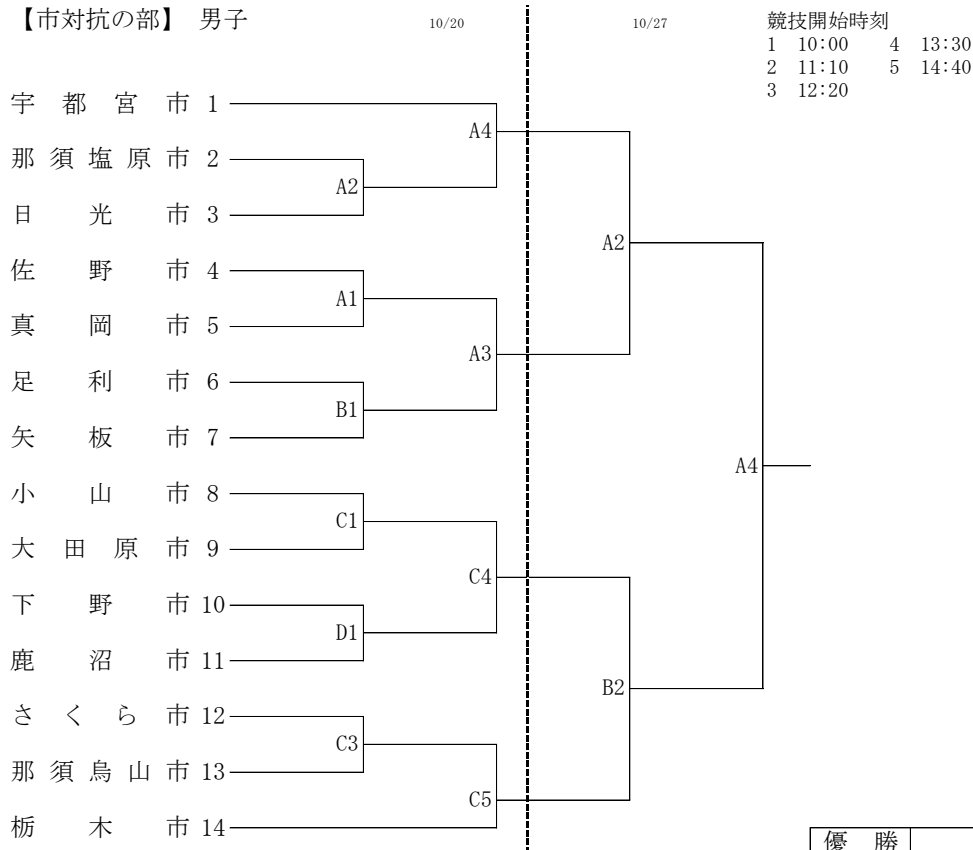 【市対抗の部】 男子
10/20
10/27
競技開始時刻
1 10:00 4 13:30
2 11:10 5 14:40
3 12:20
宇都宮市 1
A4
那須塩原市 2
A2
日光市 3
A2
佐野市 4
A1
真岡市 5
A3
足利市 6
B1
矢板市 7
A4
小山市 8
C1
大田原市 9
C4
下野市 10
D1
鹿沼市 11
B2
さくら市 12
C3
那須烏山市 13
C5
栃木市 14
優勝